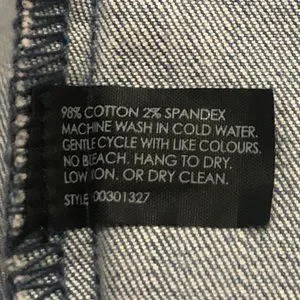 98% COTTON 2% SPANDEX
MACHINE WASH IN COLD WATER.
GENTLE CYCLE WITH LIKE COLOURS.
NO BLEACH. HANG TO DRY.
LOW IRON. OR DRY CLEAN.
STYLE: 00301327